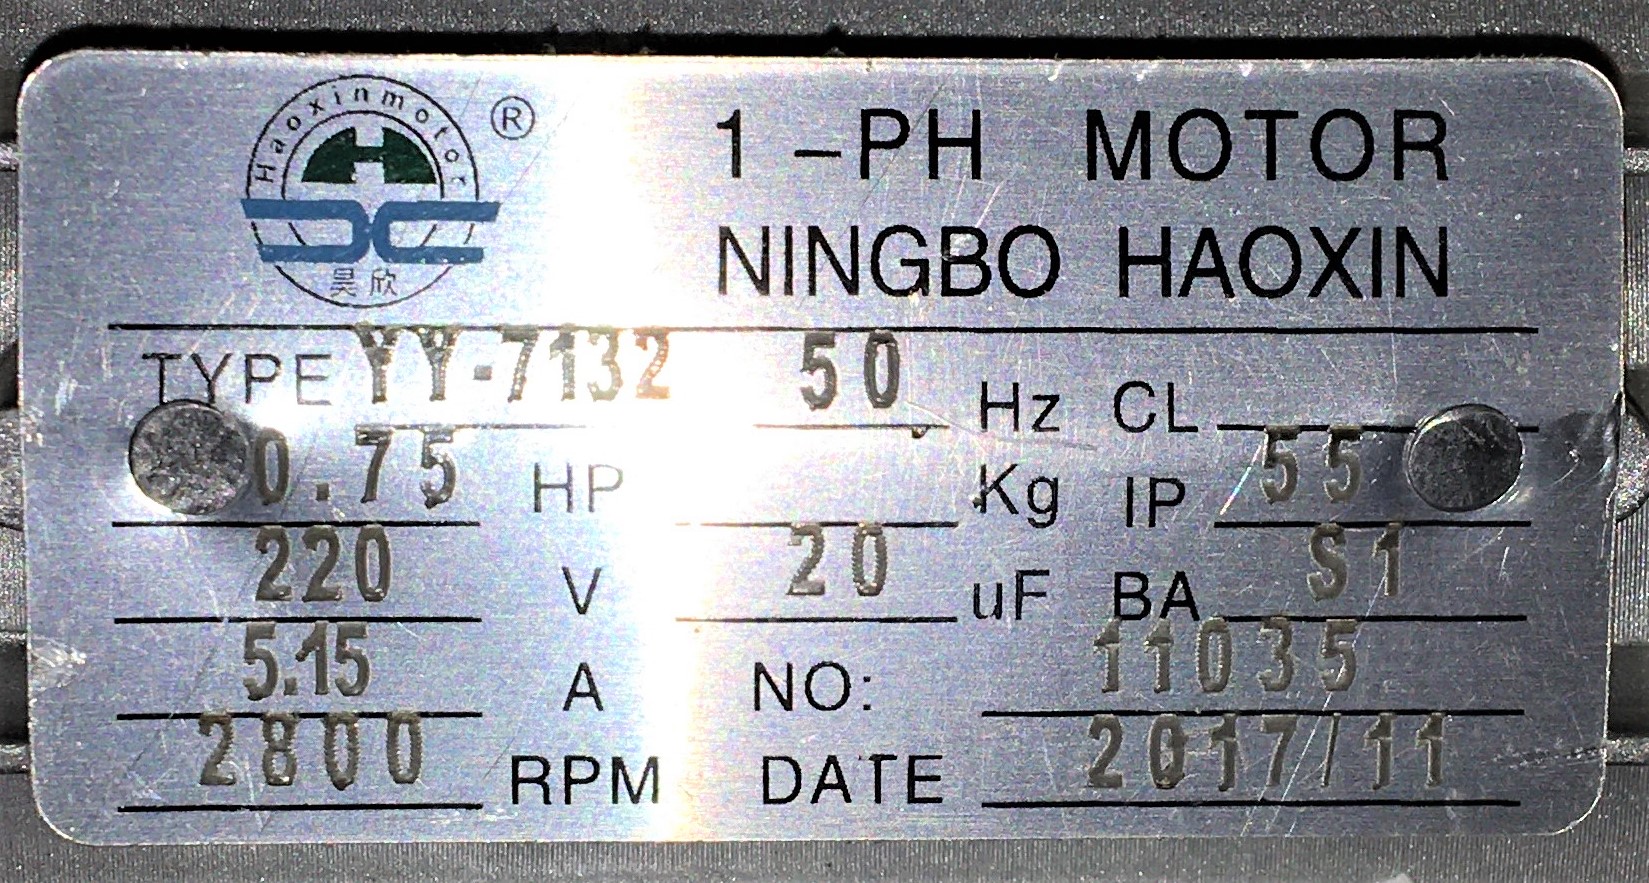 Haoxinmotor ®
昊欣
1-PH MOTOR
NINGBO HAOXIN
TYPE YY-7132 50 Hz CL
0.75 HP Kg IP 55
220 V 20 uF BA S1
5.15 A NO: 11035
2800 RPM DATE 2017/11